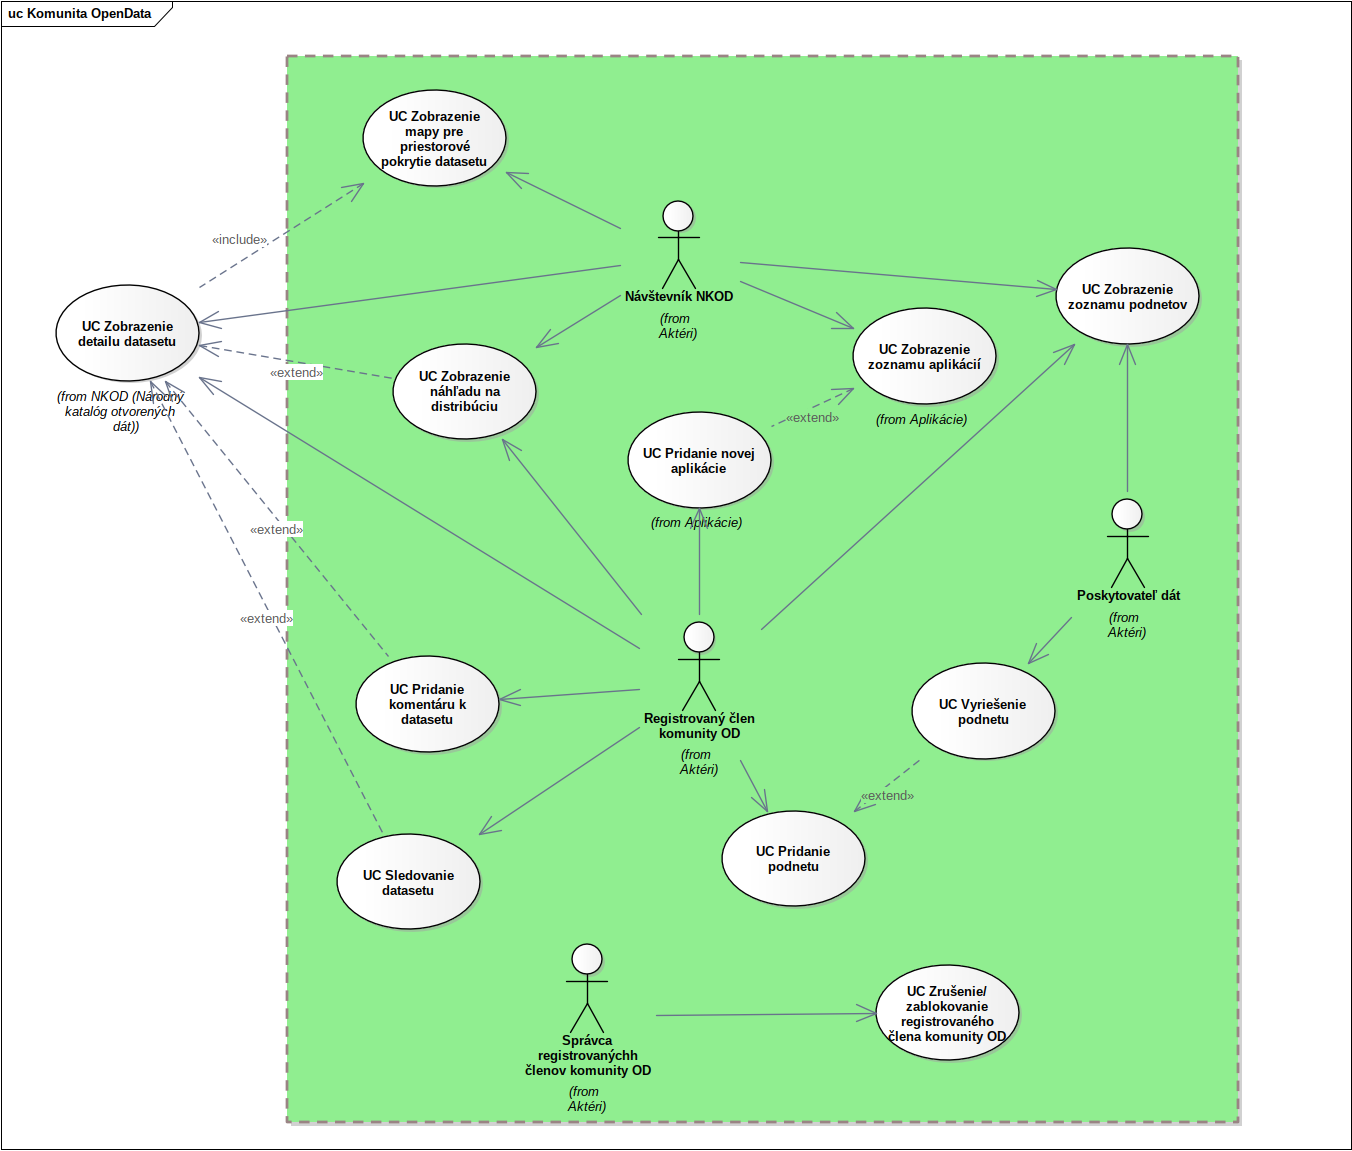 uc Komunita OpenData
UC Zobrazenie
mapy pre
priestorové
pokrytie datasetu
«include»
Návštevník NKOD
(from
Aktéri)
UC Zobrazenie
zoznamu podnetov
UC Zobrazenie
detailu datasetu
(from NKOD (Národný
katalóg otvorených
dát))
«extend»
UC Zobrazenie
náhľadu na
distribúciu
UC Zobrazenie
zoznamu aplikácií
(from Aplikácie)
«extend»
UC Pridanie novej
aplikácie
(from Aplikácie)
«extend»
«extend»
Poskytovateľ dát
(from
Aktéri)
UC Pridanie
komentáru k
datasetu
Registrovaný člen
komunity OD
(from
Aktéri)
UC Vyriešenie
podnetu
«extend»
UC Pridanie
podnetu
UC Sledovanie
datasetu
Správca
registrovanýchh
členov komunity OD
(from
Aktéri)
UC Zrušenie/
zablokovanie
registrovaného
člena komunity OD